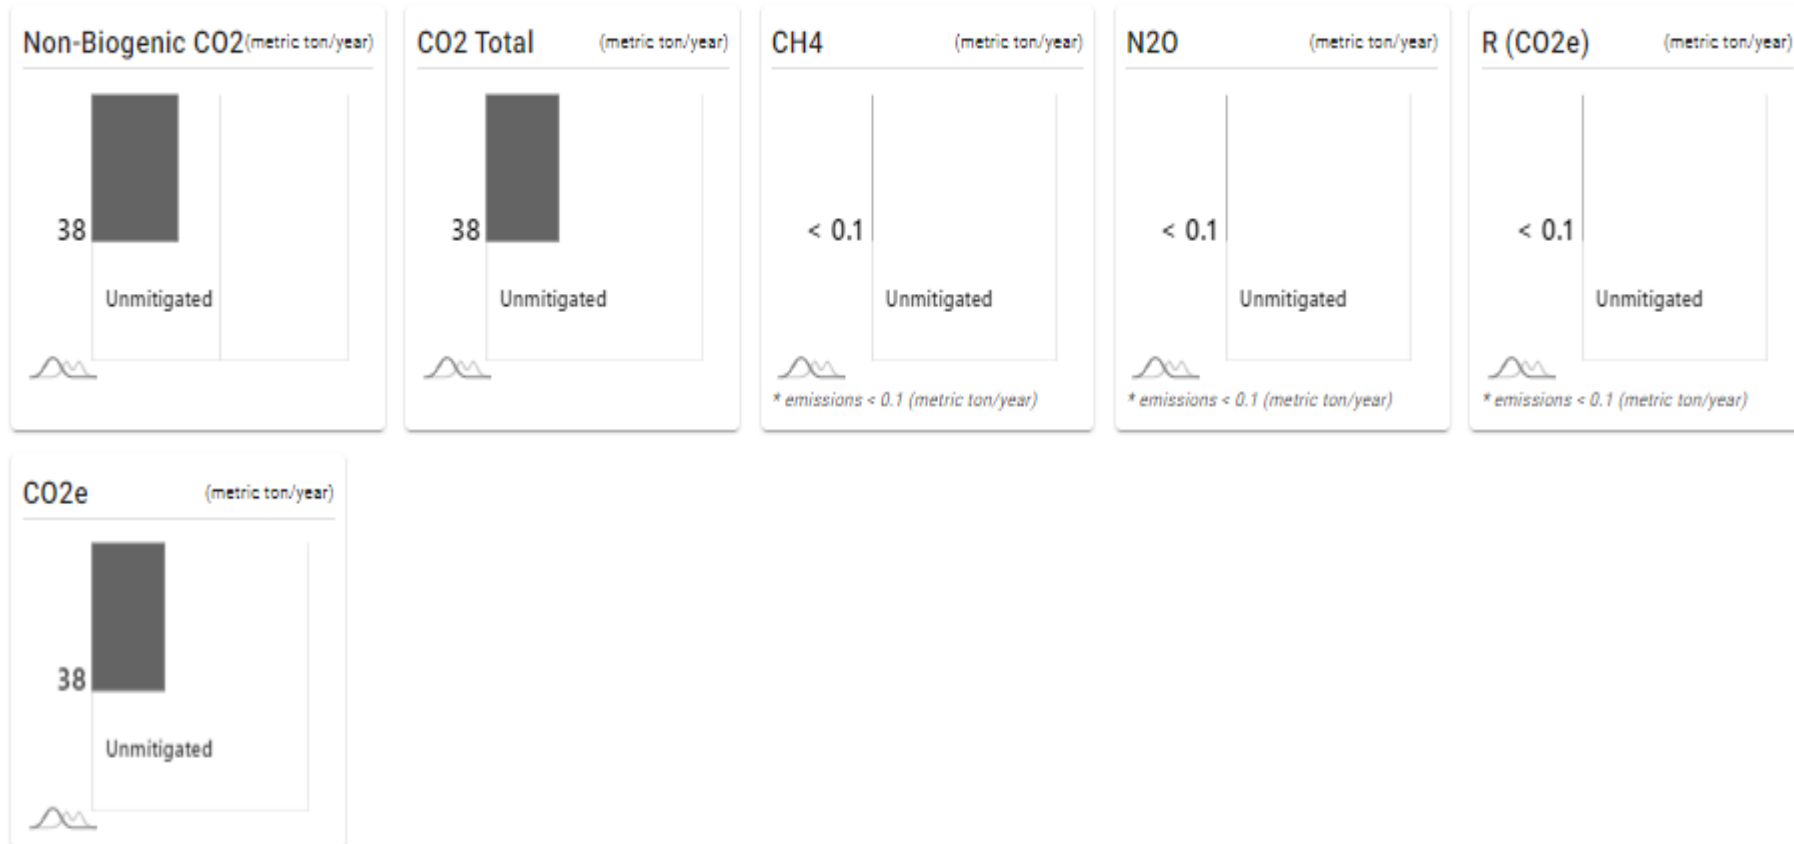 Non-Biogenic CO2 (metric ton/year)
38
Unmitigated
CO2 Total (metric ton/year)
38
Unmitigated
CH4 (metric ton/year)
< 0.1
Unmitigated
* emissions < 0.1 (metric ton/year)
N2O (metric ton/year)
< 0.1
Unmitigated
* emissions < 0.1 (metric ton/year)
R (CO2e) (metric ton/year)
< 0.1
Unmitigated
* emissions < 0.1 (metric ton/year)
CO2e (metric ton/year)
38
Unmitigated